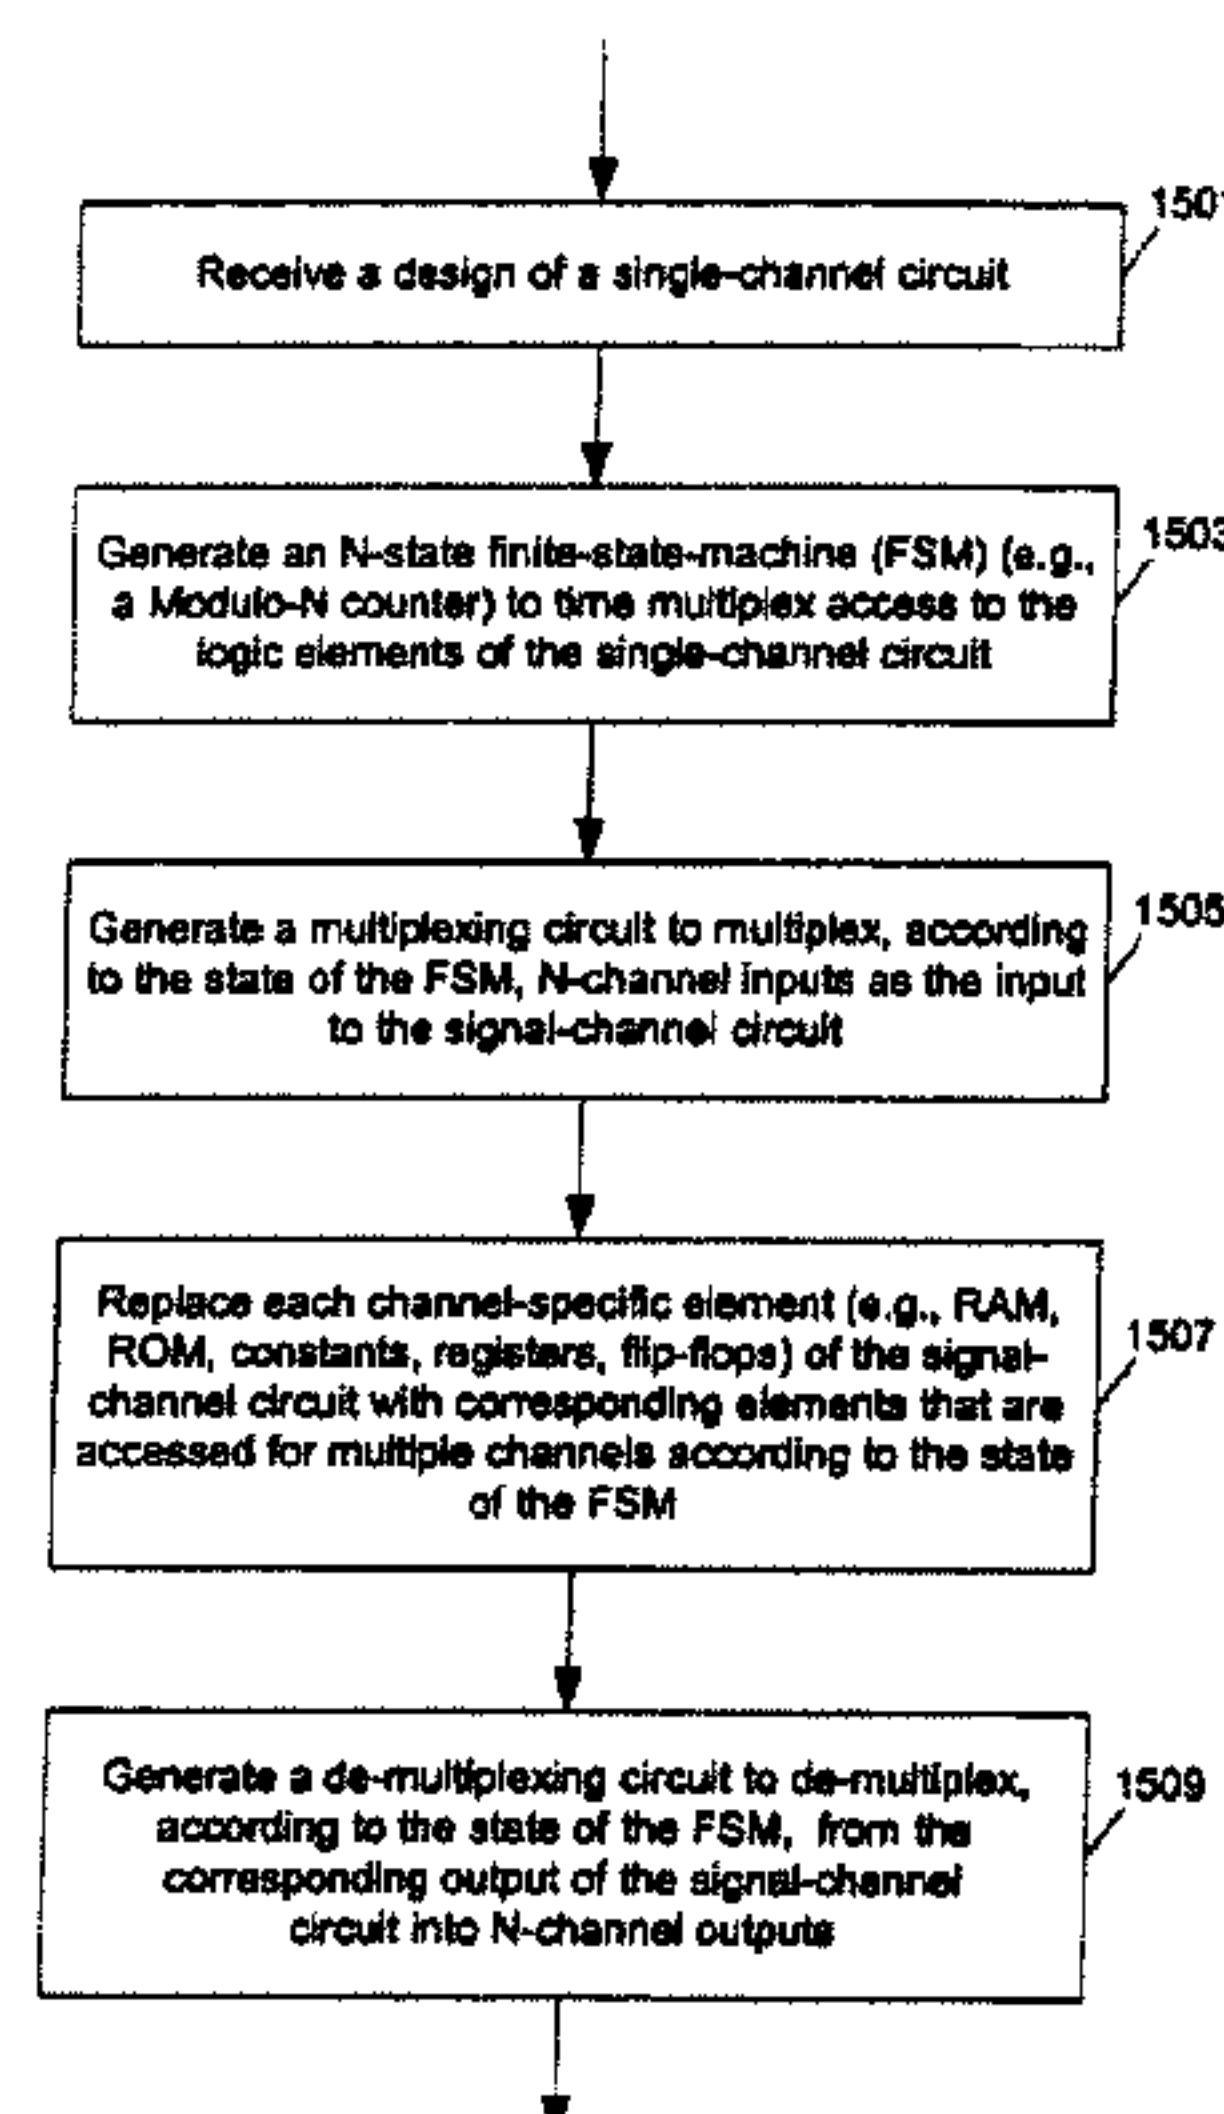 1501
Receive a design of a single-channel circuit
1503
Generate an N-state finite-state-machine (FSM) (e.g.,
a Modulo-N counter) to time multiplex access to the
logic elements of the single-channel circuit
1505
Generate a multiplexing circuit to multiplex, according
to the state of the FSM, N-channel inputs as the input
to the signal-channel circuit
1507
Replace each channel-specific element (e.g., RAM,
ROM, constants, registers, flip-flops) of the signal-
channel circuit with corresponding elements that are
accessed for multiple channels according to the state
of the FSM
1509
Generate a de-multiplexing circuit to de-multiplex,
according to the state of the FSM, from the
corresponding output of the signal-channel
circuit into N-channel outputs